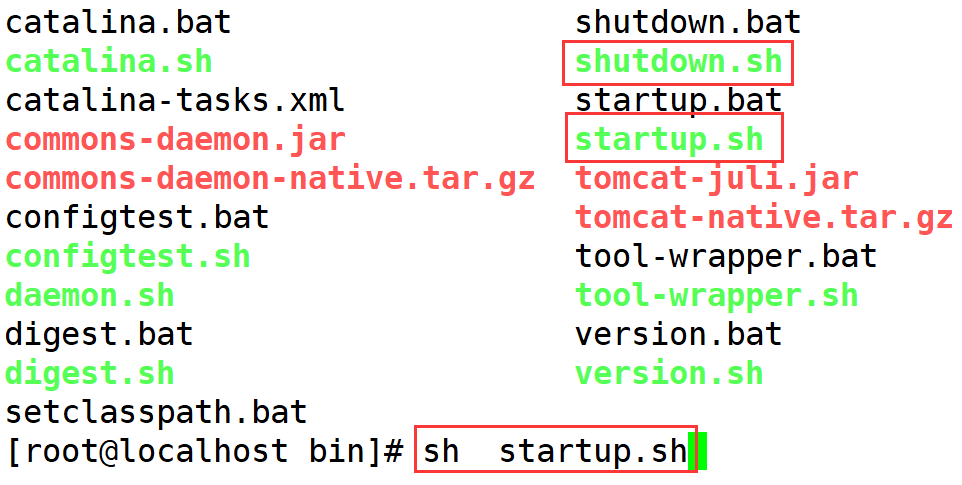 catalina.bat shutdown.bat
catalina.sh shutdown.sh
catalina-tasks.xml startup.bat
commons-daemon.jar startup.sh
commons-daemon-native.tar.gz tomcat-juli.jar
configtest.bat tomcat-native.tar.gz
configtest.sh tool-wrapper.bat
daemon.sh tool-wrapper.sh
digest.bat version.bat
digest.sh version.sh
setclasspath.bat
[root@localhost bin]# sh  startup.sh